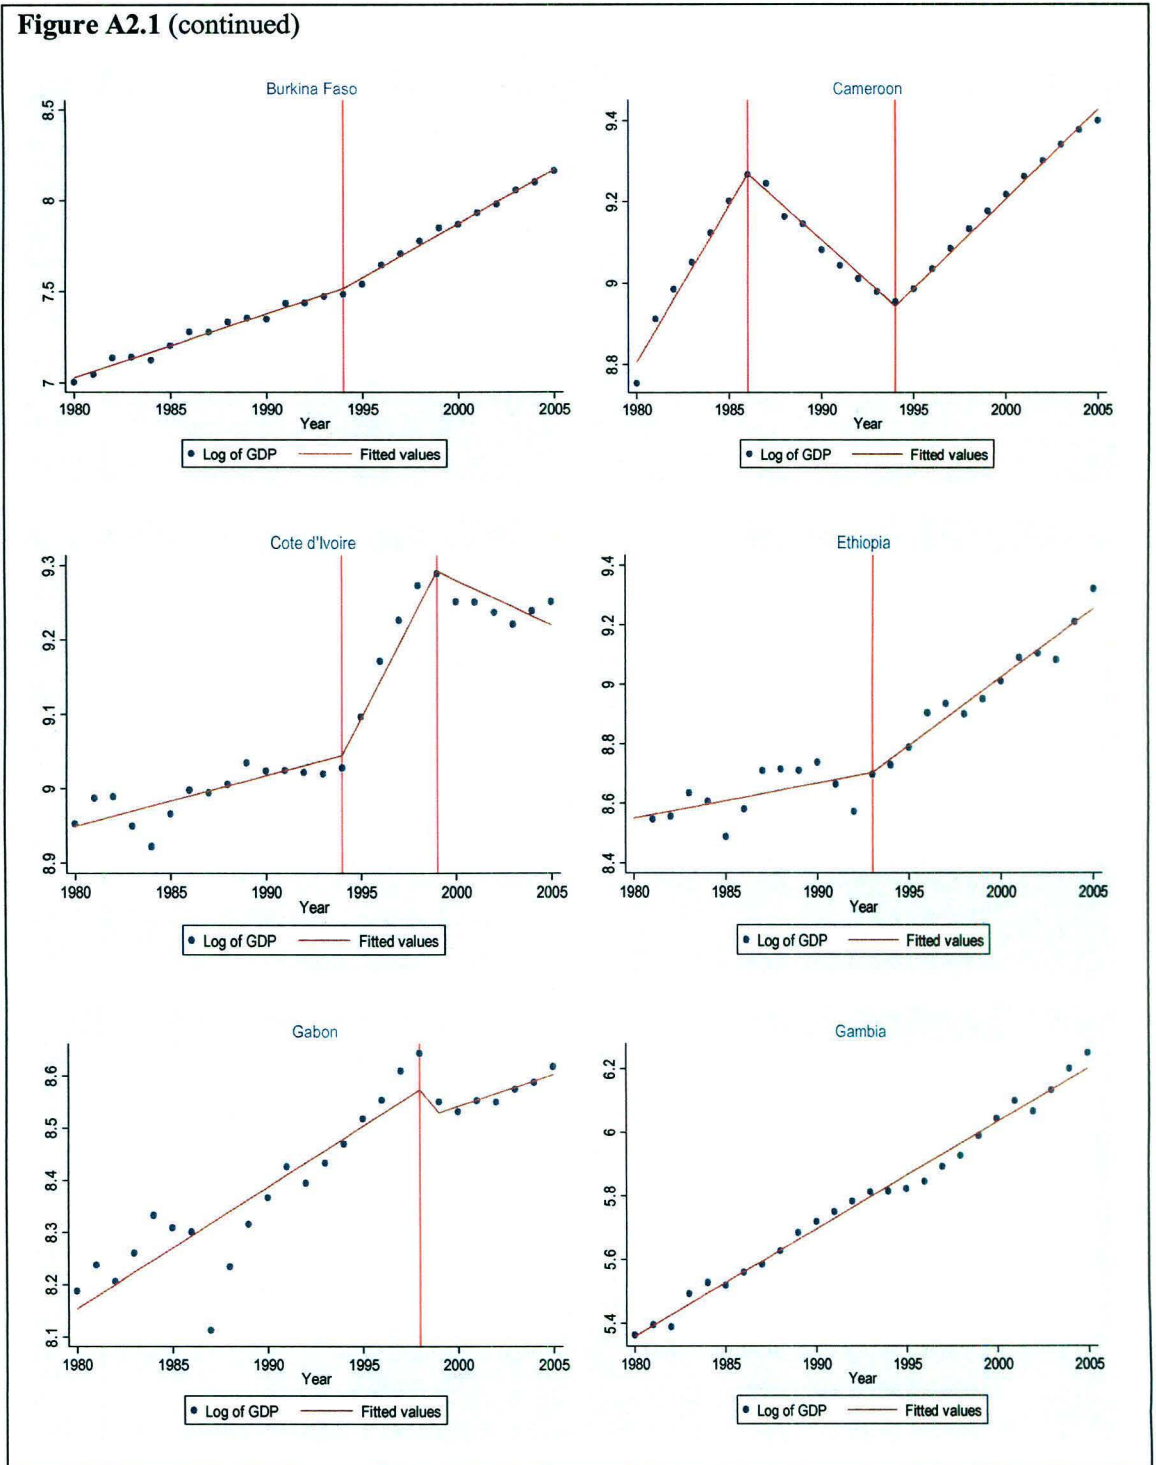 Figure A2.1 (continued)
Burkina Faso
8.5
8
7.5
7
1980 1985 1990 1995 2000 2005
Year
Log of GDP Fitted values
Cameroon
9.4
9.2
9
8.8
1980 1985 1990 1995 2000 2005
Year
Log of GDP Fitted values
Cote d'Ivoire
9.3
9.2
9.1
9
8.9
1980 1985 1990 1995 2000 2005
Year
Log of GDP Fitted values
Ethiopia
9.4
9.2
9
8.8
8.6
8.4
1980 1985 1990 1995 2000 2005
Year
Log of GDP Fitted values
Gabon
8.6
8.5
8.4
8.3
8.2
8.1
1980 1985 1990 1995 2000 2005
Year
Log of GDP Fitted values
Gambia
6.2
6
5.8
5.6
5.4
1980 1985 1990 1995 2000 2005
Year
Log of GDP Fitted values